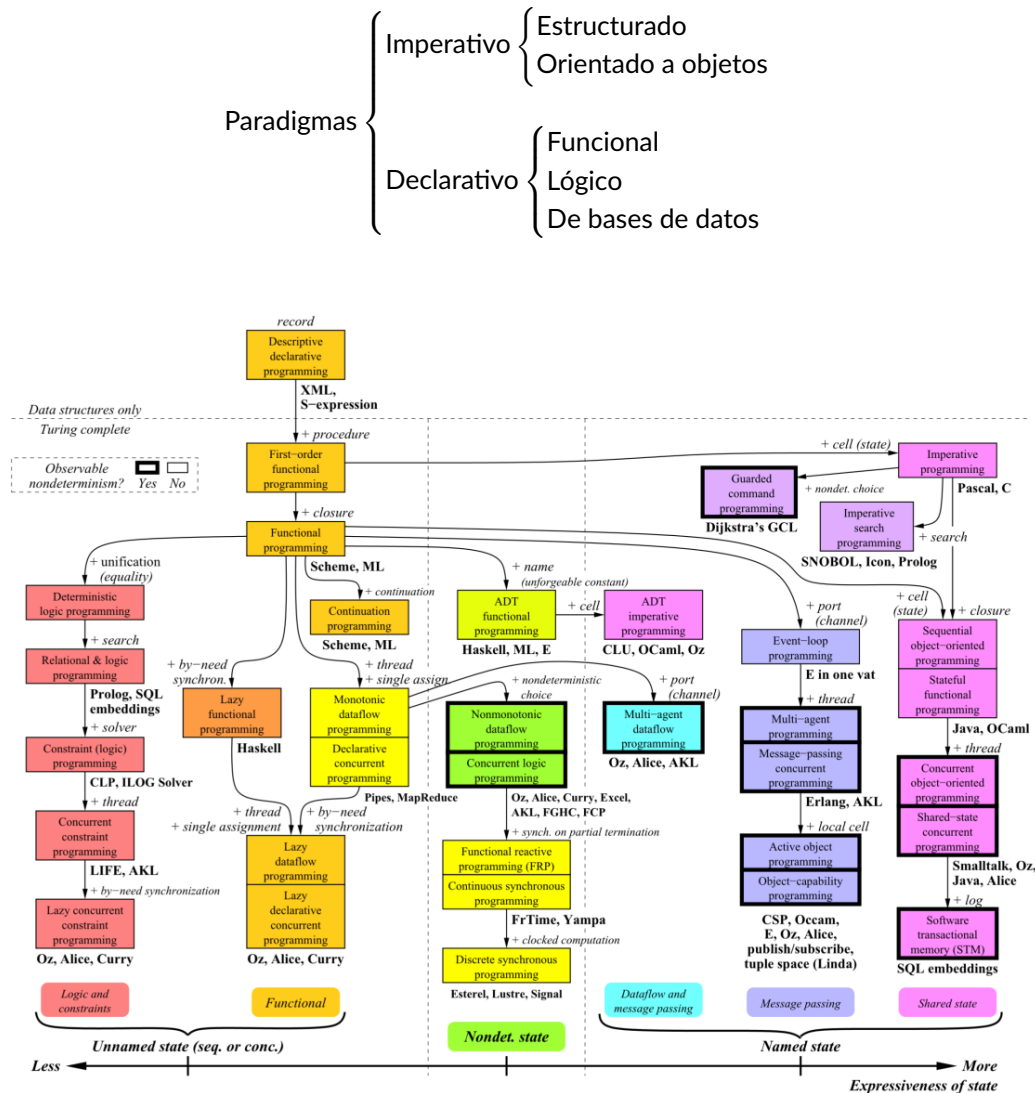 Paradigmas
Imperativo
Estructurado
Orientado a objetos
Declarativo
Funcional
Lógico
De bases de datos
record
Descriptive
declarative
programming
XML,
S−expression
Data structures only
Turing complete
+ procedure
Observable
nondeterminism?
Yes
No
First−order
functional
programming
+ cell (state)
Imperative
programming
Pascal, C
Guarded
command
programming
+ nondet. choice
Dijkstra's GCL
Imperative
search
programming
+ search
SNOBOL, Icon, Prolog
+ closure
Functional
programming
Scheme, ML
+ unification
(equality)
+ continuation
Continuation
programming
Scheme, ML
+ name
(unforgeable constant)
ADT
functional
programming
Haskell, ML, E
+ cell
ADT
imperative
programming
CLU, OCaml, Oz
+ port
(channel)
Event−loop
programming
E in one vat
+ cell
(state)
+ closure
Sequential
object−oriented
programming
Stateful
functional
programming
Java, OCaml
Deterministic
logic programming
+ search
Relational & logic
programming
Prolog, SQL
embeddings
+ solver
Constraint (logic)
programming
CLP, ILOG Solver
+ thread
Concurrent
constraint
programming
LIFE, AKL
+ by−need synchronization
Lazy concurrent
constraint
programming
Oz, Alice, Curry
+ by−need
synchron.
Lazy
functional
programming
Haskell
+ thread
+ single assign.
Monotonic
dataflow
programming
Declarative
concurrent
programming
Pipes, MapReduce
+ thread
+ single assignment
+ by−need
synchronization
Lazy
dataflow
programming
Lazy
declarative
concurrent
programming
Oz, Alice, Curry
+ nondeterministic
choice
Nonmonotonic
dataflow
programming
Concurrent logic
programming
Oz, Alice, Curry, Excel,
AKL, FGHC, FCP
+ synch. on partial termination
Functional reactive
programming (FRP)
Continuous synchronous
programming
FrTime, Yampa
+ clocked computation
Discrete synchronous
programming
Esterel, Lustre, Signal
+ port
(channel)
Multi−agent
dataflow
programming
Oz, Alice, AKL
+ thread
Multi−agent
programming
Message−passing
concurrent
programming
Erlang, AKL
+ local cell
Active object
programming
Object−capability
programming
CSP, Occam,
E, Oz, Alice,
publish/subscribe,
tuple space (Linda)
+ thread
Concurrent
object−oriented
programming
Shared−state
concurrent
programming
Smalltalk, Oz,
Java, Alice
+ log
Software
transactional
memory (STM)
SQL embeddings
Logic and
constraints
Functional
Dataflow and
message passing
Message passing
Shared state
Unnamed state (seq. or conc.)
Nondet. state
Named state
Less
More
Expressiveness of state